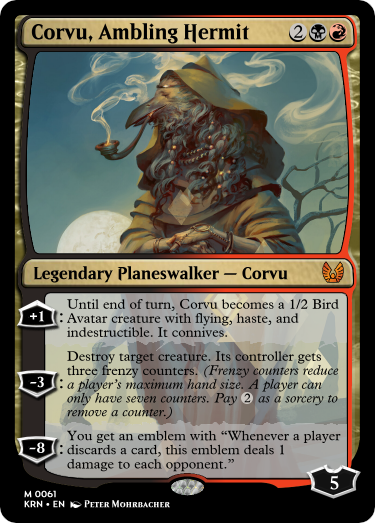 Corvu, Ambling Hermit 2
Legendary Planeswalker — Corvu
+1: Until end of turn, Corvu becomes a 1/2 Bird
Avatar creature with flying, haste, and
indestructible. It connives.
Destroy target creature. Its controller gets
three frenzy counters. (Frenzy counters reduce
-3: a player's maximum hand size. A player can
only have seven counters. Pay 2 as a sorcery to
remove a counter.)
You get an emblem with “Whenever a player
-8: discards a card, this emblem deals 1
damage to each opponent.”
5
M 0061
KRN • EN Peter Mohrbacher